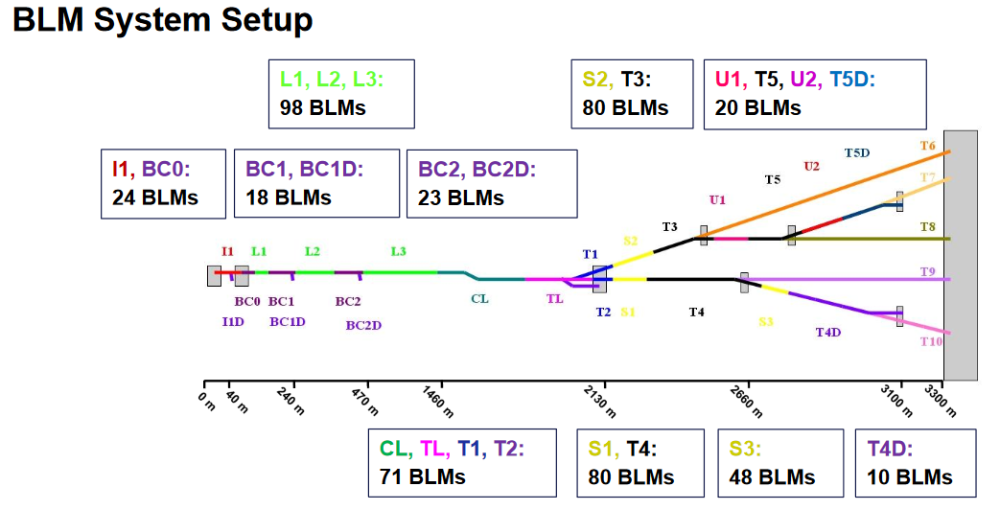 BLM System Setup
L1, L2, L3:
98 BLMs
S2, T3:
80 BLMs
U1, T5, U2, T5D:
20 BLMs
I1, BC0:
24 BLMs
BC1, BC1D:
18 BLMs
BC2, BC2D:
23 BLMs
T6
T5D
U2
T7
T5
U1
T3
T8
S2
I1
L1
L2
L3
T1
T9
BC0
BC1
BC2
CL
TL
T2
S1
T4
I1D
BC1D
BC2D
S3
T4D
T10
0 m
40 m
240 m
470 m
1460 m
2130 m
2660 m
3100 m
3300 m
CL, TL, T1, T2:
71 BLMs
S1, T4:
80 BLMs
S3:
48 BLMs
T4D:
10 BLMs